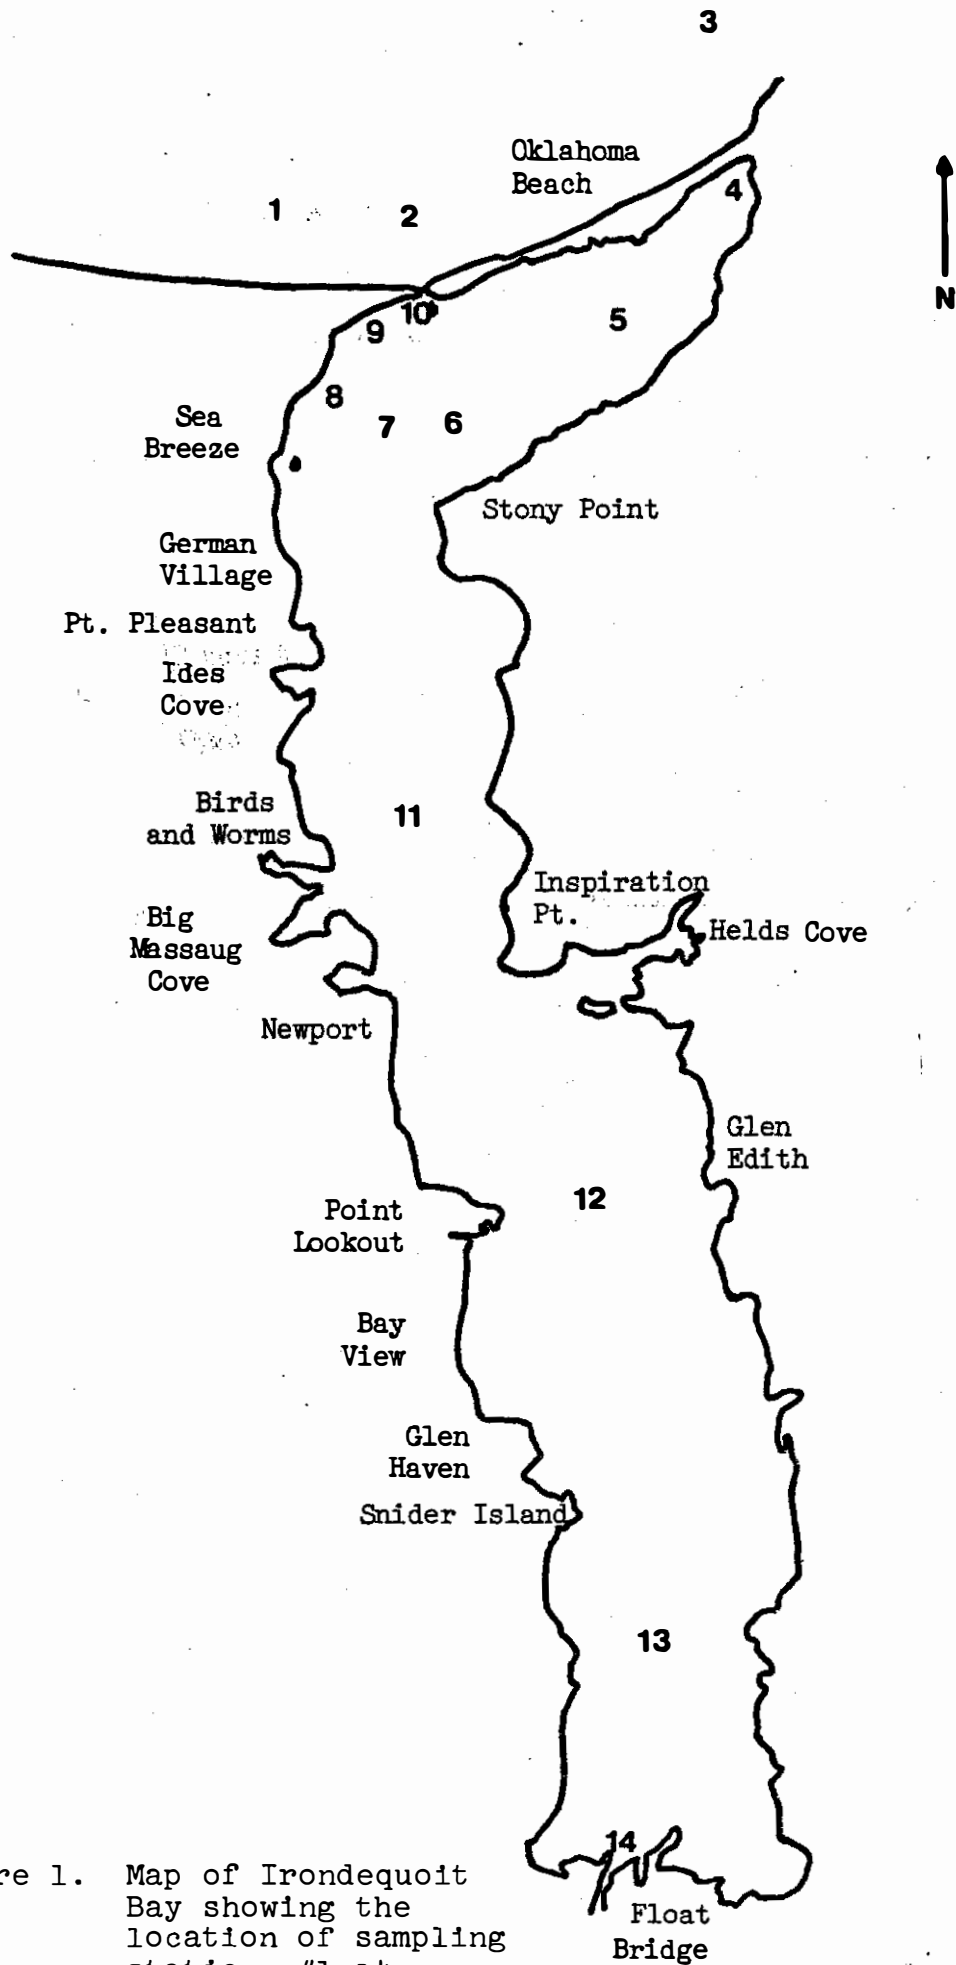 3
Oklahoma
Beach
4
1
2
N
10
9
5
8
7
6
Sea
Breeze
Stony Point
German
Village
Pt. Pleasant
Ides
Cove
11
Birds
and Worms
Inspiration
Pt.
Big
Massaug
Cove
Helds Cove
Newport
Glen
Edith
12
Point
Lookout
Bay
View
Glen
Haven
Snider Island
13
14
Float
Bridge
re 1. Map of Irondequoit
Bay showing the
location of sampling